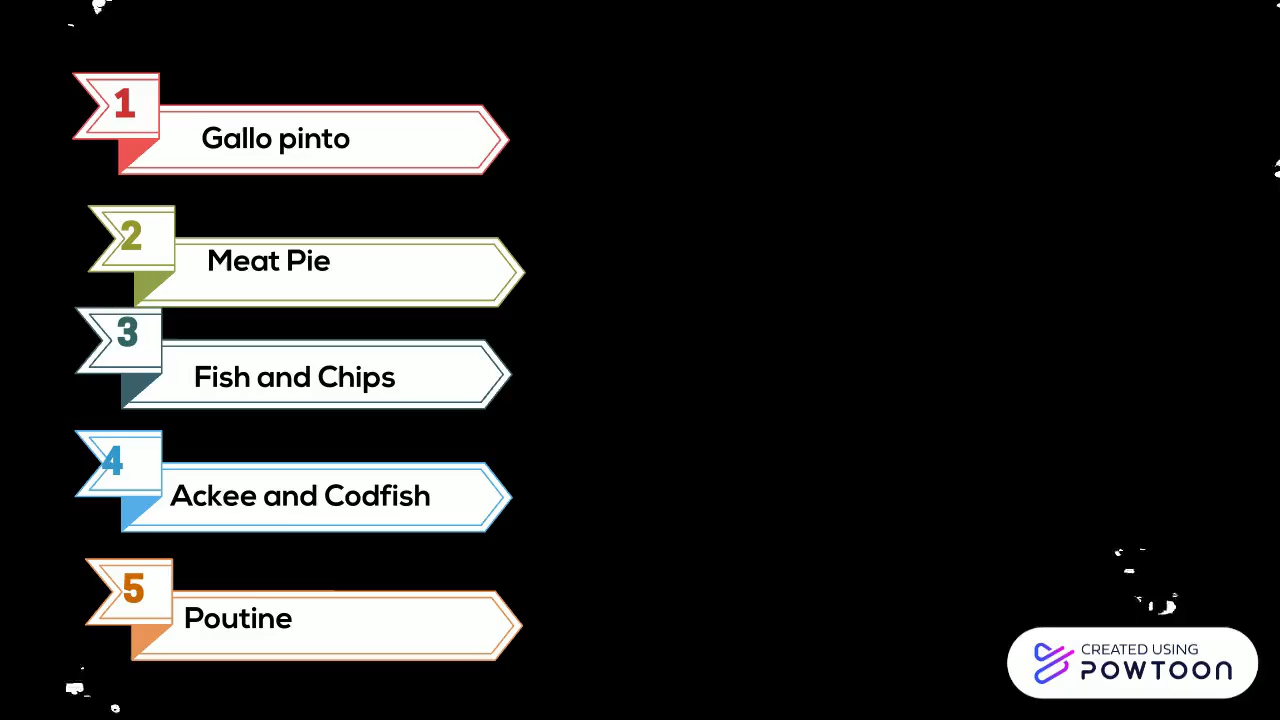 1
Gallo pinto
2
Meat Pie
3
Fish and Chips
4
Ackee and Codfish
5
Poutine
CREATED USING
POWTOON